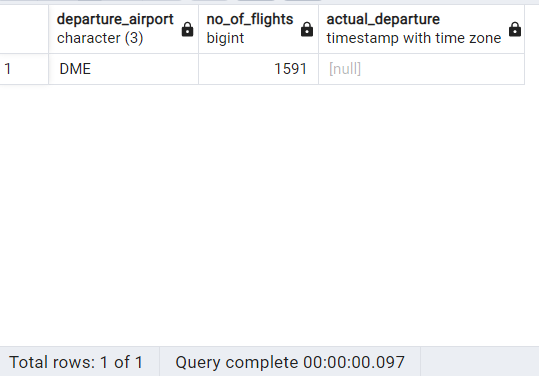 departure_airport no_of_flights actual_departure
character (3) bigint timestamp with time zone
1 DME 1591 [null]
Total rows: 1 of 1 Query complete 00:00:00.097